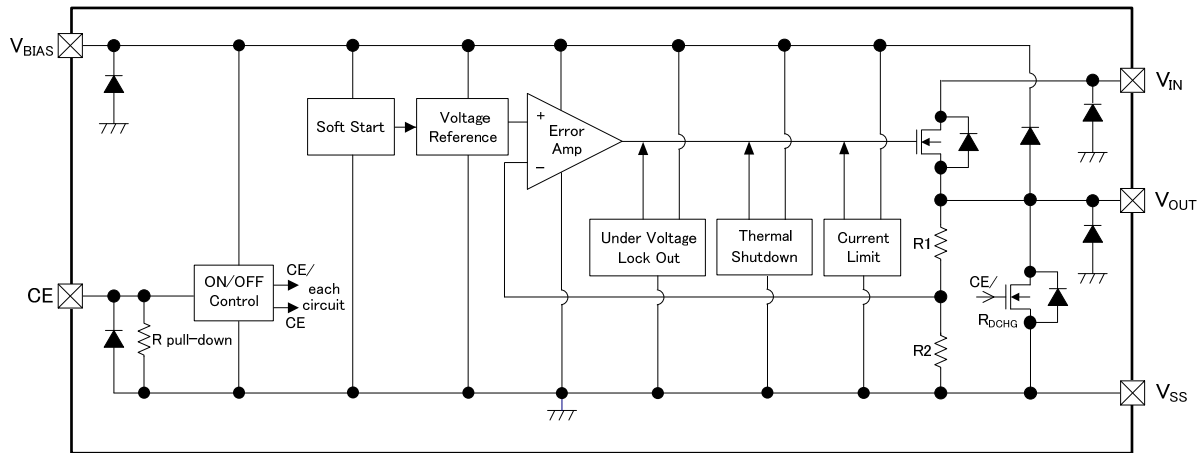 VBIAS
VIN
Soft Start
Voltage
Reference
+
Error
Amp
−
VOUT
Under Voltage
Lock Out
Thermal
Shutdown
Current
Limit
R1
CE
ON/OFF
Control
CE/
each
circuit
CE
CE/
RDCHG
R pull-down
R2
VSS